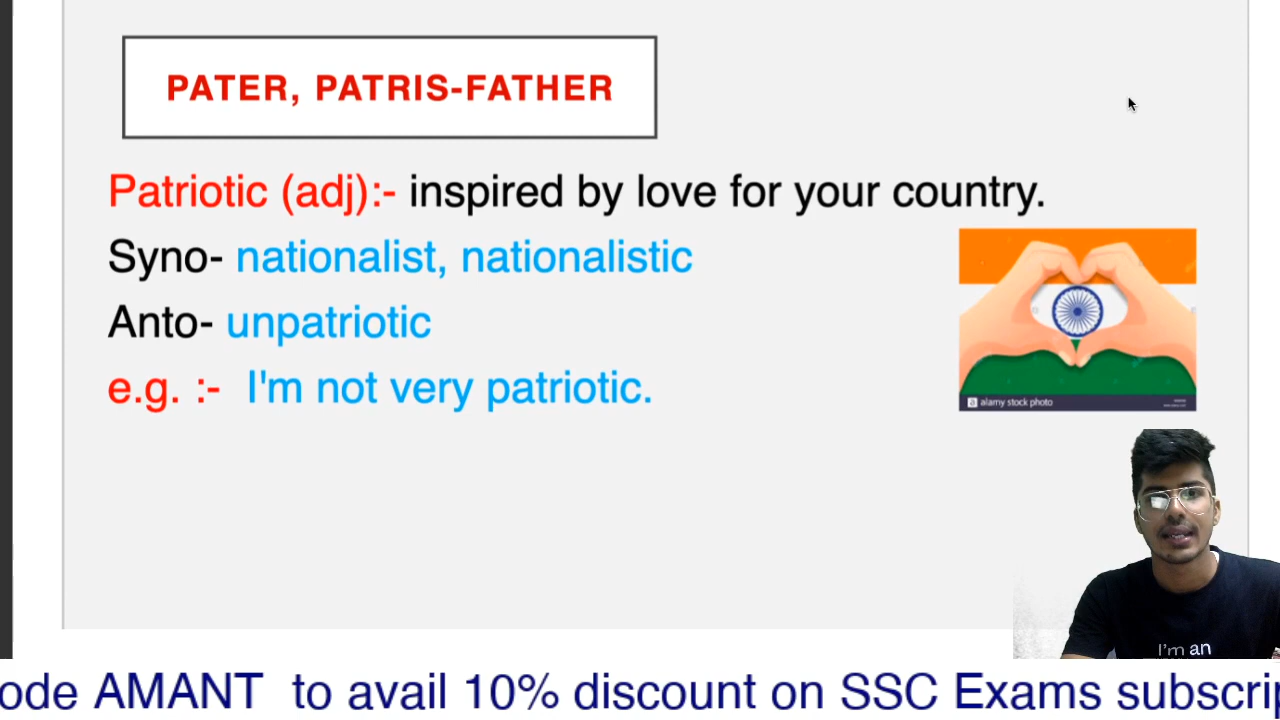 PATER, PATRIS-FATHER
Patriotic (adj):- inspired by love for your country.
Syno- nationalist, nationalistic
Anto- unpatriotic
e.g. :- I'm not very patriotic.
alamy stock photo
I'm an
ode AMANT to avail 10% discount on SSC Exams subscrip